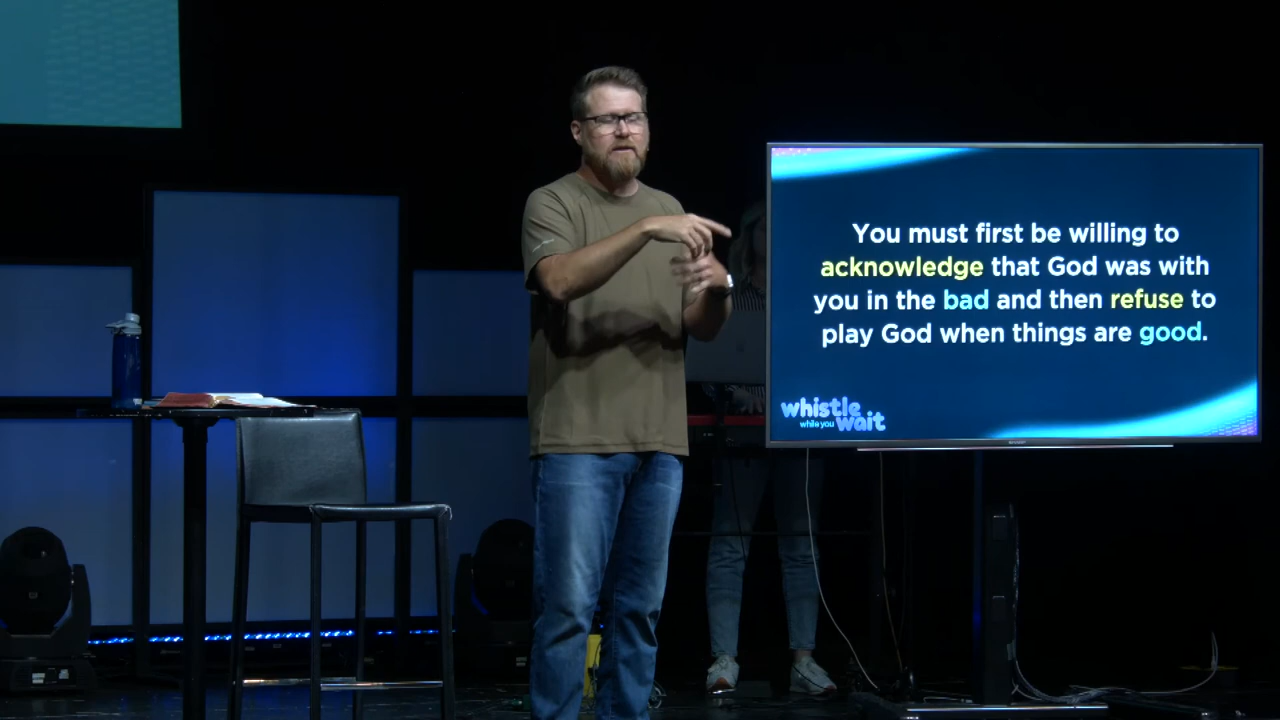 You must first be willing to
acknowledge that God was with
you in the bad and then refuse to
play God when things are good.
whistle
while you wait
SHARP